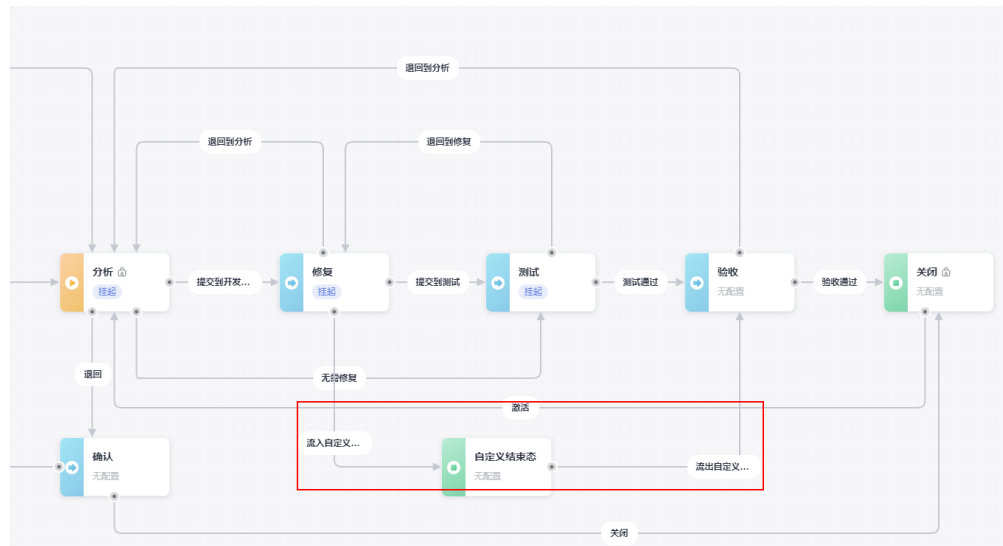 退回到分析
退回到分析
退回到修复
分析
挂起
提交到开发...
修复
挂起
提交到测试
测试
挂起
测试通过
验收
无配置
验收通过
关闭
无配置
退回
无需修复
激活
流入自定义...
确认
无配置
自定义结束态
无配置
流出自定义...
关闭